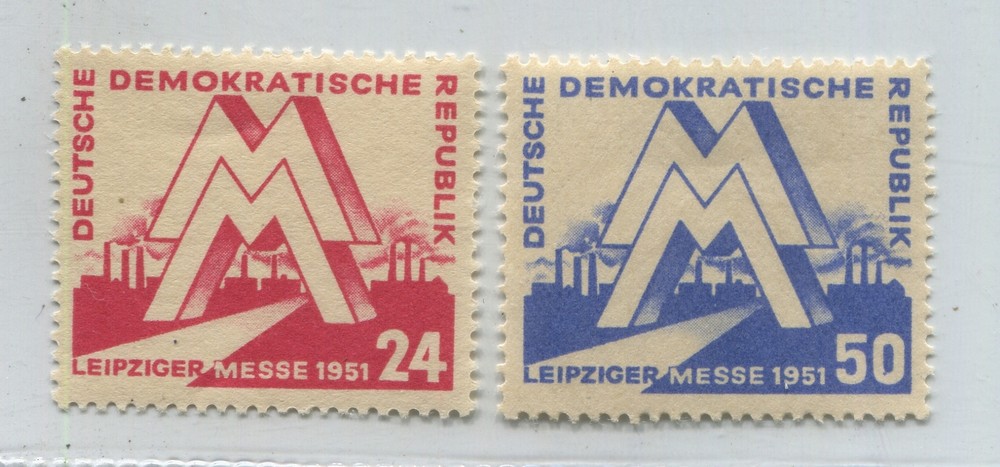 DEUTSCHE DEMOKRATISCHE REPUBLIK
MM
LEIPZIGER MESSE 1951 24
DEUTSCHE DEMOKRATISCHE REPUBLIK
MM
LEIPZIGER MESSE 1951 50